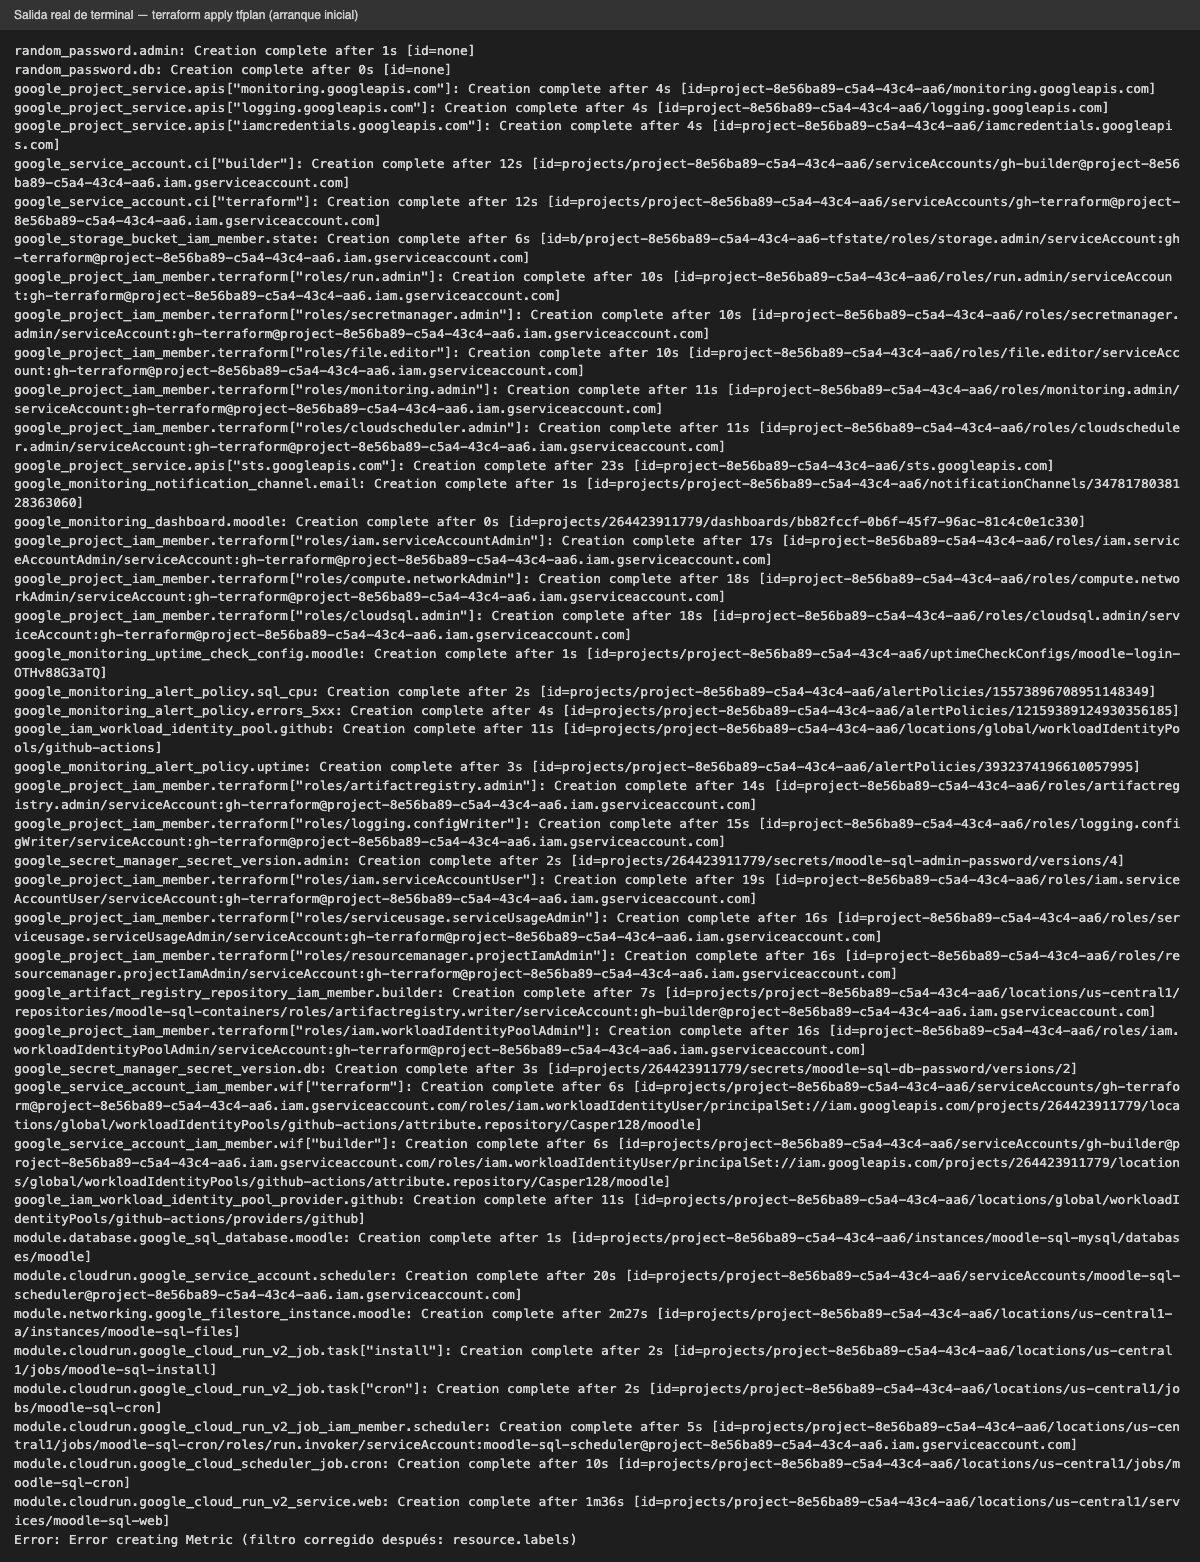 Salida real de terminal — terraform apply tfplan (arranque inicial)
random_password.admin: Creation complete after 1s [id=none]
random_password.db: Creation complete after 0s [id=none]
google_project_service.apis["monitoring.googleapis.com"]: Creation complete after 4s [id=project-8e56ba89-c5a4-43c4-aa6/monitoring.googleapis.com]
google_project_service.apis["logging.googleapis.com"]: Creation complete after 4s [id=project-8e56ba89-c5a4-43c4-aa6/logging.googleapis.com]
google_project_service.apis["iamcredentials.googleapis.com"]: Creation complete after 4s [id=project-8e56ba89-c5a4-43c4-aa6/iamcredentials.googleapi
s.com]
google_service_account.ci["builder"]: Creation complete after 12s [id=projects/project-8e56ba89-c5a4-43c4-aa6/serviceAccounts/gh-builder@project-8e56
ba89-c5a4-43c4-aa6.iam.gserviceaccount.com]
google_service_account.ci["terraform"]: Creation complete after 12s [id=projects/project-8e56ba89-c5a4-43c4-aa6/serviceAccounts/gh-terraform@project-
8e56ba89-c5a4-43c4-aa6.iam.gserviceaccount.com]
google_storage_bucket_iam_member.state: Creation complete after 6s [id=b/project-8e56ba89-c5a4-43c4-aa6-tfstate/roles/storage.admin/serviceAccount:gh
-terraform@project-8e56ba89-c5a4-43c4-aa6.iam.gserviceaccount.com]
google_project_iam_member.terraform["roles/run.admin"]: Creation complete after 10s [id=project-8e56ba89-c5a4-43c4-aa6/roles/run.admin/serviceAccoun
t:gh-terraform@project-8e56ba89-c5a4-43c4-aa6.iam.gserviceaccount.com]
google_project_iam_member.terraform["roles/secretmanager.admin"]: Creation complete after 10s [id=project-8e56ba89-c5a4-43c4-aa6/roles/secretmanager.
admin/serviceAccount:gh-terraform@project-8e56ba89-c5a4-43c4-aa6.iam.gserviceaccount.com]
google_project_iam_member.terraform["roles/file.editor"]: Creation complete after 10s [id=project-8e56ba89-c5a4-43c4-aa6/roles/file.editor/serviceAcc
ount:gh-terraform@project-8e56ba89-c5a4-43c4-aa6.iam.gserviceaccount.com]
google_project_iam_member.terraform["roles/monitoring.admin"]: Creation complete after 11s [id=project-8e56ba89-c5a4-43c4-aa6/roles/monitoring.admin/
serviceAccount:gh-terraform@project-8e56ba89-c5a4-43c4-aa6.iam.gserviceaccount.com]
google_project_iam_member.terraform["roles/cloudscheduler.admin"]: Creation complete after 11s [id=project-8e56ba89-c5a4-43c4-aa6/roles/cloudschedule
r.admin/serviceAccount:gh-terraform@project-8e56ba89-c5a4-43c4-aa6.iam.gserviceaccount.com]
google_project_service.apis["sts.googleapis.com"]: Creation complete after 23s [id=project-8e56ba89-c5a4-43c4-aa6/sts.googleapis.com]
google_monitoring_notification_channel.email: Creation complete after 1s [id=projects/project-8e56ba89-c5a4-43c4-aa6/notificationChannels/34781780381
28363060]
google_monitoring_dashboard.moodle: Creation complete after 0s [id=projects/264423911779/dashboards/bb82fccf-0b6f-45f7-96ac-81c4c0e1c330]
google_project_iam_member.terraform["roles/iam.serviceAccountAdmin"]: Creation complete after 17s [id=project-8e56ba89-c5a4-43c4-aa6/roles/iam.servic
eAccountAdmin/serviceAccount:gh-terraform@project-8e56ba89-c5a4-43c4-aa6.iam.gserviceaccount.com]
google_project_iam_member.terraform["roles/compute.networkAdmin"]: Creation complete after 18s [id=project-8e56ba89-c5a4-43c4-aa6/roles/compute.netwo
rkAdmin/serviceAccount:gh-terraform@project-8e56ba89-c5a4-43c4-aa6.iam.gserviceaccount.com]
google_project_iam_member.terraform["roles/cloudsql.admin"]: Creation complete after 18s [id=project-8e56ba89-c5a4-43c4-aa6/roles/cloudsql.admin/serv
iceAccount:gh-terraform@project-8e56ba89-c5a4-43c4-aa6.iam.gserviceaccount.com]
google_monitoring_uptime_check_config.moodle: Creation complete after 1s [id=projects/project-8e56ba89-c5a4-43c4-aa6/uptimeCheckConfigs/moodle-login-
OTHv88G3aTQ]
google_monitoring_alert_policy.sql_cpu: Creation complete after 2s [id=projects/project-8e56ba89-c5a4-43c4-aa6/alertPolicies/15573896708951148349]
google_monitoring_alert_policy.errors_5xx: Creation complete after 4s [id=projects/project-8e56ba89-c5a4-43c4-aa6/alertPolicies/12159389124930356185]
google_iam_workload_identity_pool.github: Creation complete after 11s [id=projects/project-8e56ba89-c5a4-43c4-aa6/locations/global/workloadIdentityPo
ols/github-actions]
google_monitoring_alert_policy.uptime: Creation complete after 3s [id=projects/project-8e56ba89-c5a4-43c4-aa6/alertPolicies/3932374196610057995]
google_project_iam_member.terraform["roles/artifactregistry.admin"]: Creation complete after 14s [id=project-8e56ba89-c5a4-43c4-aa6/roles/artifactreg
istry.admin/serviceAccount:gh-terraform@project-8e56ba89-c5a4-43c4-aa6.iam.gserviceaccount.com]
google_project_iam_member.terraform["roles/logging.configWriter"]: Creation complete after 15s [id=project-8e56ba89-c5a4-43c4-aa6/roles/logging.confi
gWriter/serviceAccount:gh-terraform@project-8e56ba89-c5a4-43c4-aa6.iam.gserviceaccount.com]
google_secret_manager_secret_version.admin: Creation complete after 2s [id=projects/264423911779/secrets/moodle-sql-admin-password/versions/4]
google_project_iam_member.terraform["roles/iam.serviceAccountUser"]: Creation complete after 19s [id=project-8e56ba89-c5a4-43c4-aa6/roles/iam.service
AccountUser/serviceAccount:gh-terraform@project-8e56ba89-c5a4-43c4-aa6.iam.gserviceaccount.com]
google_project_iam_member.terraform["roles/serviceusage.serviceUsageAdmin"]: Creation complete after 16s [id=project-8e56ba89-c5a4-43c4-aa6/roles/ser
viceusage.serviceUsageAdmin/serviceAccount:gh-terraform@project-8e56ba89-c5a4-43c4-aa6.iam.gserviceaccount.com]
google_project_iam_member.terraform["roles/resourcemanager.projectIamAdmin"]: Creation complete after 16s [id=project-8e56ba89-c5a4-43c4-aa6/roles/re
sourcemanager.projectIamAdmin/serviceAccount:gh-terraform@project-8e56ba89-c5a4-43c4-aa6.iam.gserviceaccount.com]
google_artifact_registry_repository_iam_member.builder: Creation complete after 7s [id=projects/project-8e56ba89-c5a4-43c4-aa6/locations/us-central1/
repositories/moodle-sql-containers/roles/artifactregistry.writer/serviceAccount:gh-builder@project-8e56ba89-c5a4-43c4-aa6.iam.gserviceaccount.com]
google_project_iam_member.terraform["roles/iam.workloadIdentityPoolAdmin"]: Creation complete after 16s [id=project-8e56ba89-c5a4-43c4-aa6/roles/iam.
workloadIdentityPoolAdmin/serviceAccount:gh-terraform@project-8e56ba89-c5a4-43c4-aa6.iam.gserviceaccount.com]
google_secret_manager_secret_version.db: Creation complete after 3s [id=projects/264423911779/secrets/moodle-sql-db-password/versions/2]
google_service_account_iam_member.wif["terraform"]: Creation complete after 6s [id=projects/project-8e56ba89-c5a4-43c4-aa6/serviceAccounts/gh-terrafo
rm@project-8e56ba89-c5a4-43c4-aa6.iam.gserviceaccount.com/roles/iam.workloadIdentityUser/principalSet://iam.googleapis.com/projects/264423911779/loca
tions/global/workloadIdentityPools/github-actions/attribute.repository/Casper128/moodle]
google_service_account_iam_member.wif["builder"]: Creation complete after 6s [id=projects/project-8e56ba89-c5a4-43c4-aa6/serviceAccounts/gh-builder@p
roject-8e56ba89-c5a4-43c4-aa6.iam.gserviceaccount.com/roles/iam.workloadIdentityUser/principalSet://iam.googleapis.com/projects/264423911779/location
s/global/workloadIdentityPools/github-actions/attribute.repository/Casper128/moodle]
google_iam_workload_identity_pool_provider.github: Creation complete after 11s [id=projects/project-8e56ba89-c5a4-43c4-aa6/locations/global/workloadI
dentityPools/github-actions/providers/github]
module.database.google_sql_database.moodle: Creation complete after 1s [id=projects/project-8e56ba89-c5a4-43c4-aa6/instances/moodle-sql-mysql/databas
es/moodle]
module.cloudrun.google_service_account.scheduler: Creation complete after 20s [id=projects/project-8e56ba89-c5a4-43c4-aa6/serviceAccounts/moodle-sql-
scheduler@project-8e56ba89-c5a4-43c4-aa6.iam.gserviceaccount.com]
module.networking.google_filestore_instance.moodle: Creation complete after 2m27s [id=projects/project-8e56ba89-c5a4-43c4-aa6/locations/us-central1-
a/instances/moodle-sql-files]
module.cloudrun.google_cloud_run_v2_job.task["install"]: Creation complete after 2s [id=projects/project-8e56ba89-c5a4-43c4-aa6/locations/us-central
1/jobs/moodle-sql-install]
module.cloudrun.google_cloud_run_v2_job.task["cron"]: Creation complete after 2s [id=projects/project-8e56ba89-c5a4-43c4-aa6/locations/us-central1/jo
bs/moodle-sql-cron]
module.cloudrun.google_cloud_run_v2_job_iam_member.scheduler: Creation complete after 5s [id=projects/project-8e56ba89-c5a4-43c4-aa6/locations/us-cen
tral1/jobs/moodle-sql-cron/roles/run.invoker/serviceAccount:moodle-sql-scheduler@project-8e56ba89-c5a4-43c4-aa6.iam.gserviceaccount.com]
module.cloudrun.google_cloud_scheduler_job.cron: Creation complete after 10s [id=projects/project-8e56ba89-c5a4-43c4-aa6/locations/us-central1/jobs/m
oodle-sql-cron]
module.cloudrun.google_cloud_run_v2_service.web: Creation complete after 1m36s [id=projects/project-8e56ba89-c5a4-43c4-aa6/locations/us-central1/serv
ices/moodle-sql-web]
Error: Error creating Metric (filtro corregido después: resource.labels)